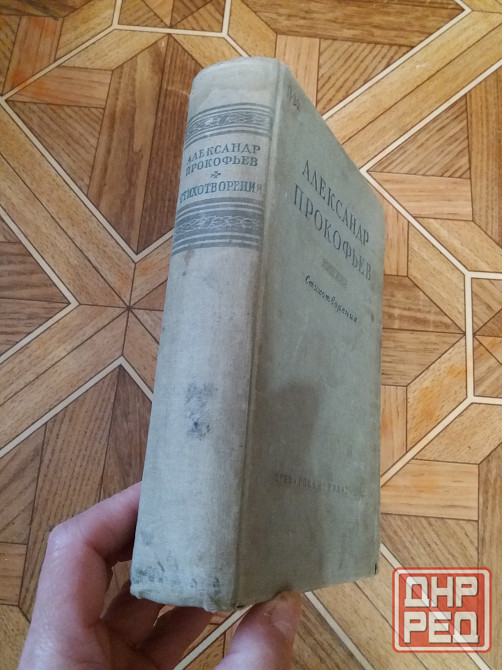 АЛЕКСАНДР
ПРОКОФЬЕВ
СТИХОТВОРЕНИЯ
АЛЕКСАНДР
ПРОКОФЬЕВ
стихотворения
ДНР
РЕД